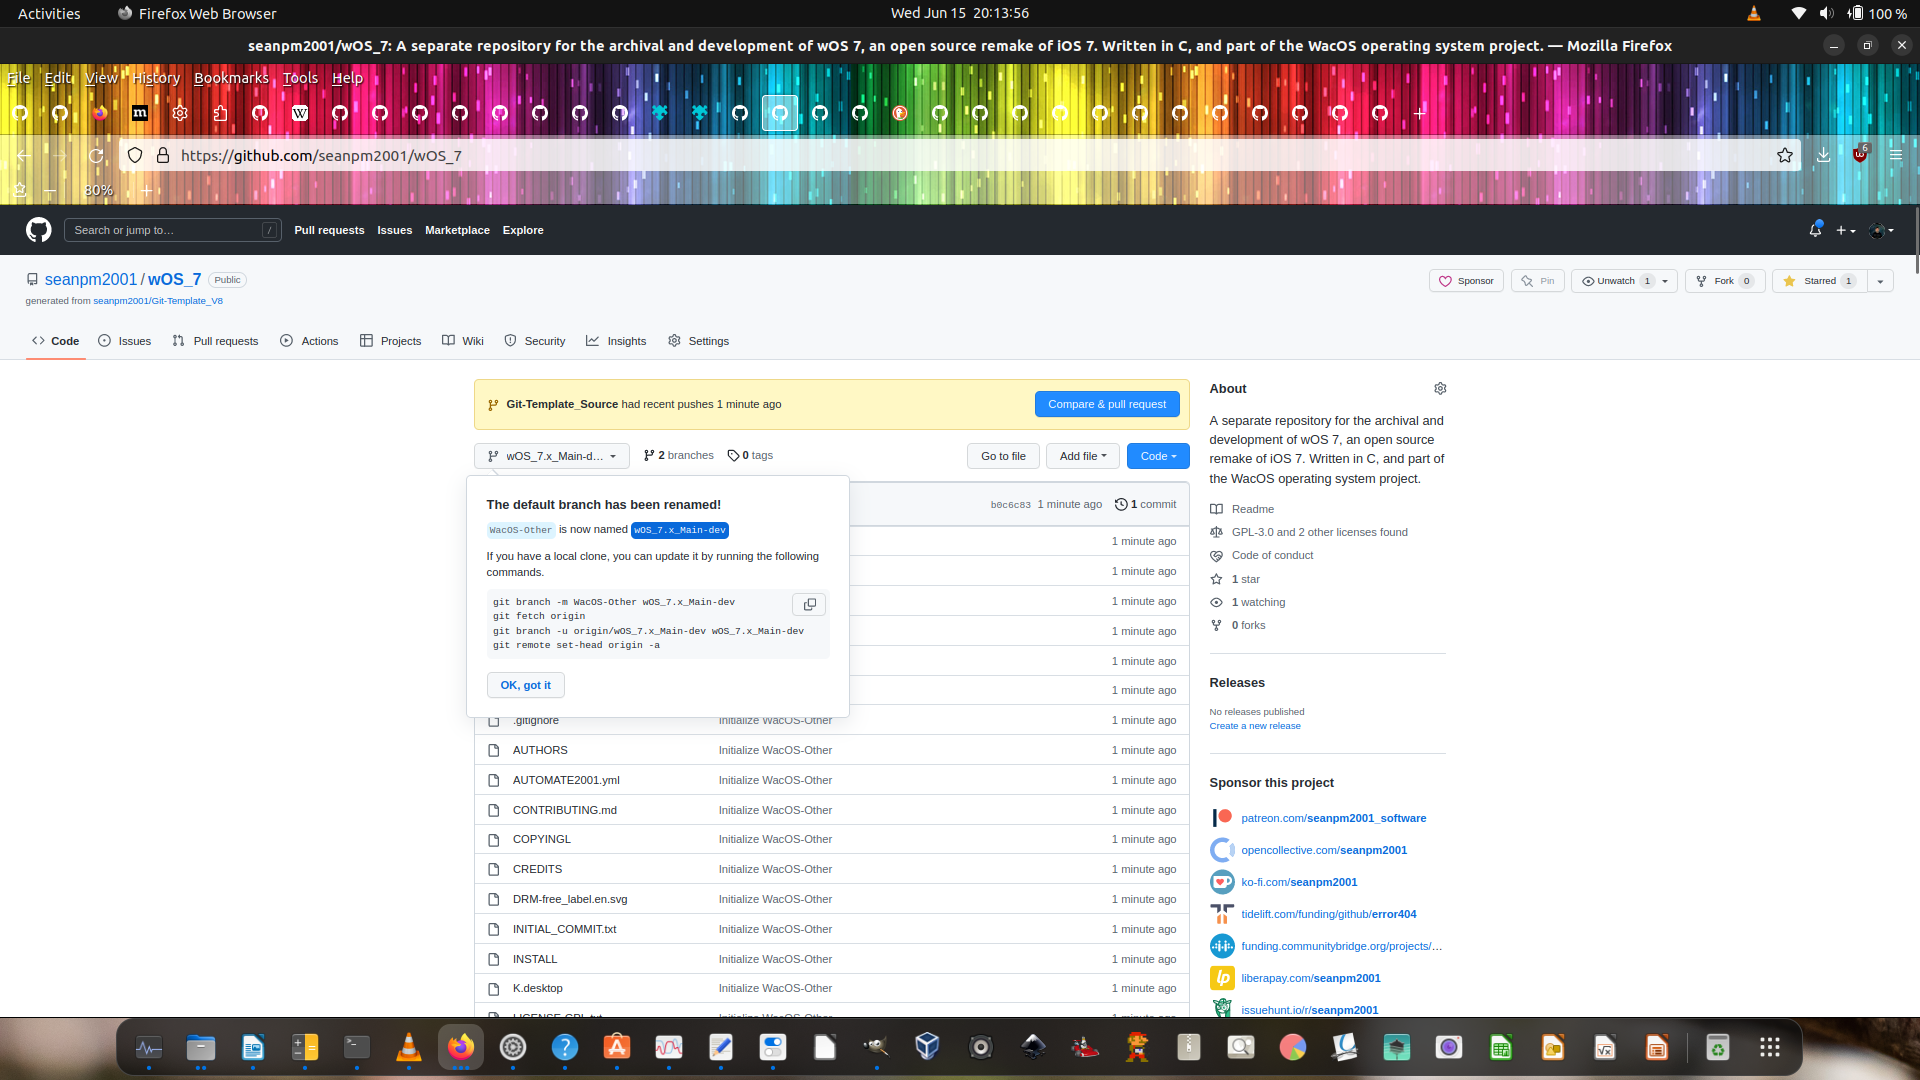 Activities
Firefox Web Browser
Wed Jun 15  20:13:56
100 %
seanpm2001/wOS_7: A separate repository for the archival and development of wOS 7, an open source remake of iOS 7. Written in C, and part of the WacOS operating system project. — Mozilla Firefox
File Edit View History Bookmarks Tools Help
https://github.com/seanpm2001/wOS_7
6
80%
Search or jump to…
/
Pull requests Issues Marketplace Explore
seanpm2001 / wOS_7 Public
generated from seanpm2001/Git-Template_V8
Sponsor
Pin
Unwatch 1
Fork 0
Starred 1
Code
Issues
Pull requests
Actions
Projects
Wiki
Security
Insights
Settings
Git-Template_Source had recent pushes 1 minute ago
Compare & pull request
wOS_7.x_Main-d…
2 branches
0 tags
Go to file
Add file
Code
The default branch has been renamed!
WacOS-Other is now named wOS_7.x_Main-dev
If you have a local clone, you can update it by running the following
commands.
git branch -m WacOS-Other wOS_7.x_Main-dev
git fetch origin
git branch -u origin/wOS_7.x_Main-dev wOS_7.x_Main-dev
git remote set-head origin -a
OK, got it
b0c6c83 1 minute ago 1 commit
1 minute ago
1 minute ago
1 minute ago
1 minute ago
1 minute ago
1 minute ago
.gitignore Initialize WacOS-Other 1 minute ago
AUTHORS Initialize WacOS-Other 1 minute ago
AUTOMATE2001.yml Initialize WacOS-Other 1 minute ago
CONTRIBUTING.md Initialize WacOS-Other 1 minute ago
COPYINGL Initialize WacOS-Other 1 minute ago
CREDITS Initialize WacOS-Other 1 minute ago
DRM-free_label.en.svg Initialize WacOS-Other 1 minute ago
INITIAL_COMMIT.txt Initialize WacOS-Other 1 minute ago
INSTALL Initialize WacOS-Other 1 minute ago
K.desktop Initialize WacOS-Other 1 minute ago
LICENSE-GPL.txt Initialize WacOS-Other 1 minute ago
About
A separate repository for the archival and
development of wOS 7, an open source
remake of iOS 7. Written in C, and part of
the WacOS operating system project.
Readme
GPL-3.0 and 2 other licenses found
Code of conduct
1 star
1 watching
0 forks
Releases
No releases published
Create a new release
Sponsor this project
patreon.com/seanpm2001_software
opencollective.com/seanpm2001
ko-fi.com/seanpm2001
tidelift.com/funding/github/error404
funding.communitybridge.org/projects/…
liberapay.com/seanpm2001
issuehunt.io/r/seanpm2001